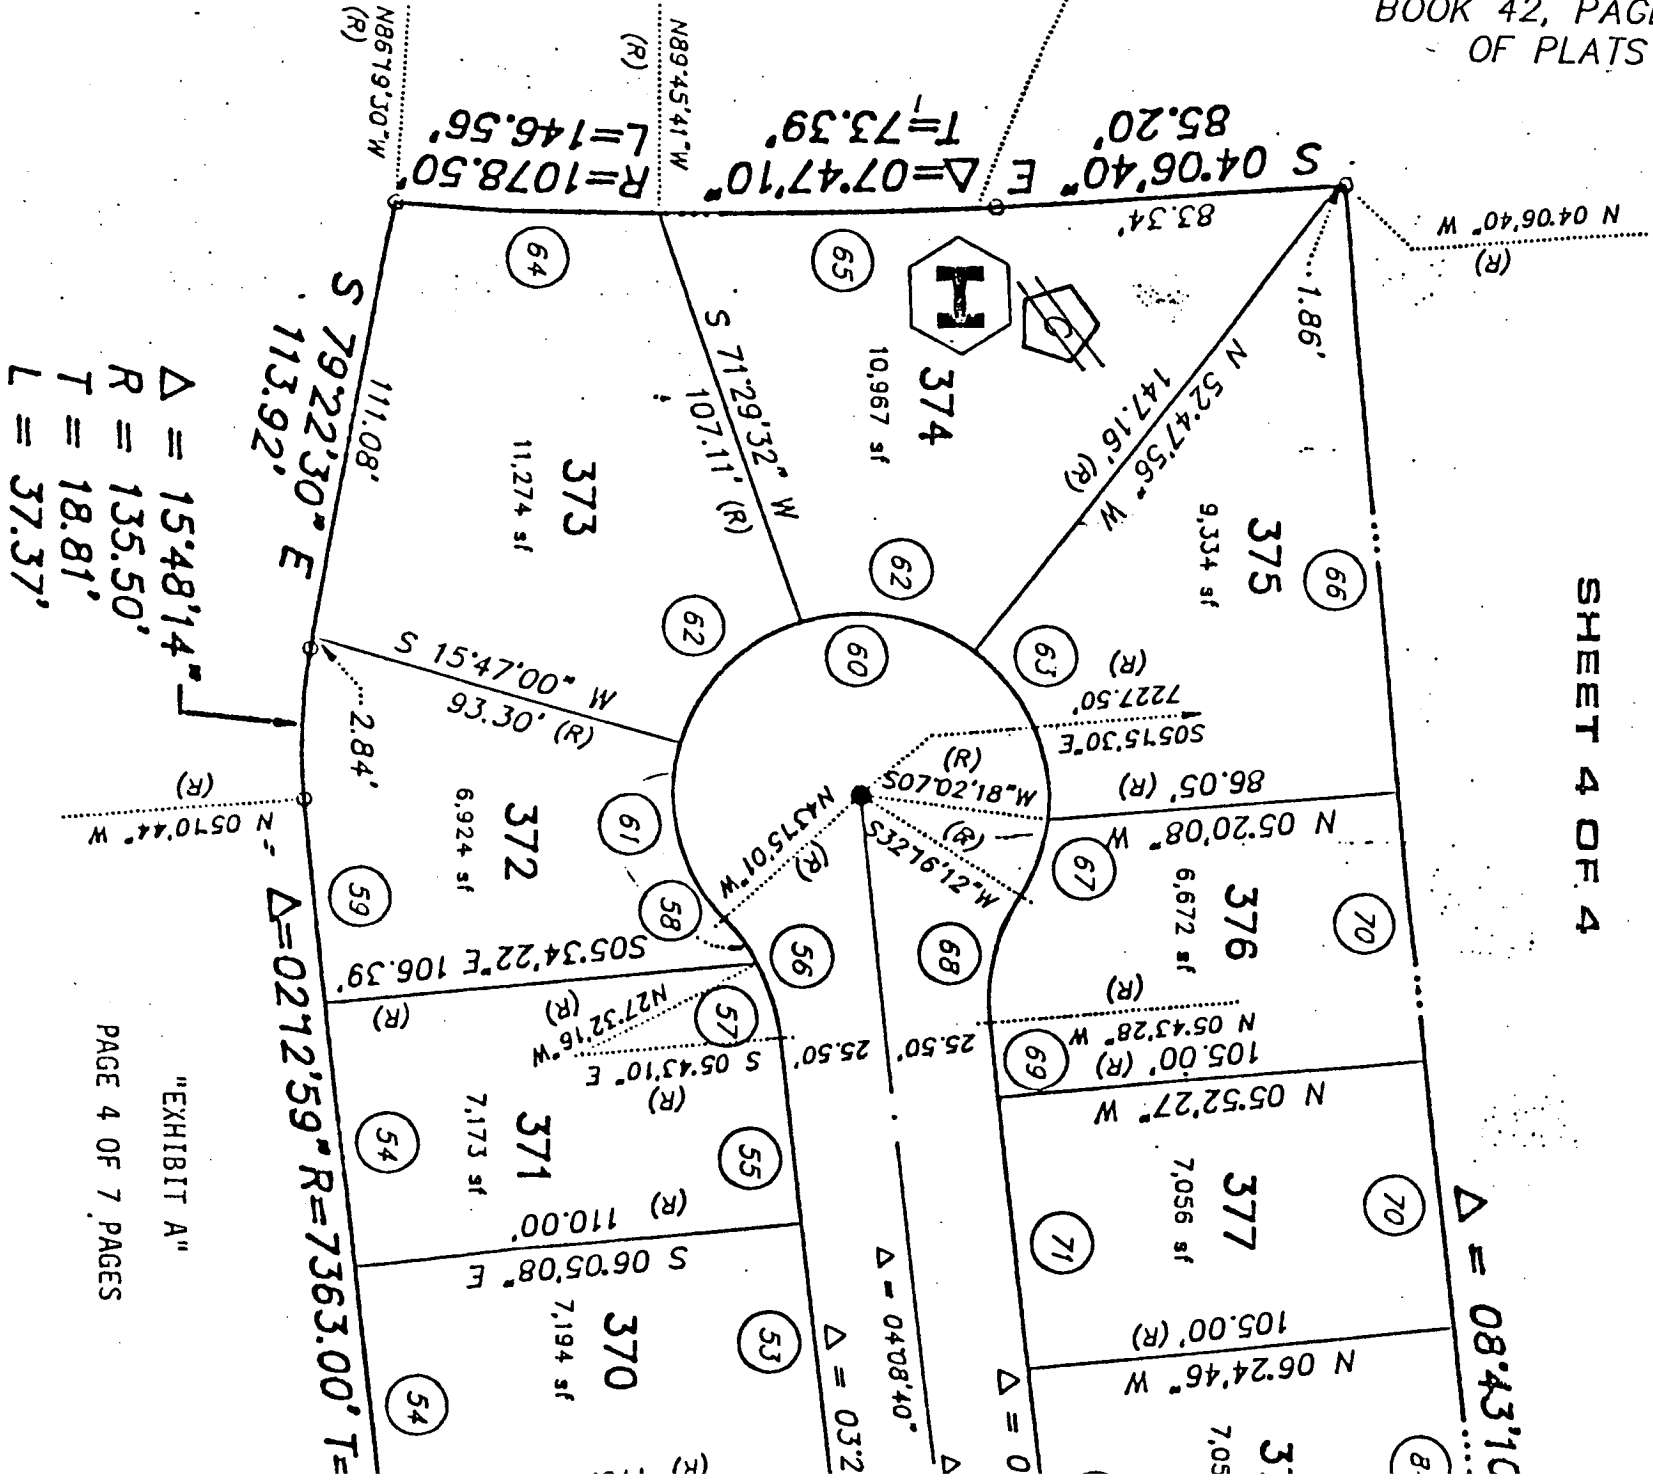 BOOK 42, PAGE
OF PLATS
N86°19'30"W
(R)
N89°45'41"W
(R)
R=1078.50'
L=146.56'
Δ=07°47'10"
T=73.39'
S 04°06'40" E
85.20'
83.34'
N 04°06'40" W
(R)
1.86'
64
65
H
C
374
10,967 sf
S 71°29'32" W
107.11' (R)
N 52°47'56" W
147.16' (R)
373
11,274 sf
375
9,334 sf
66
SHEET 4 OF 4
S 79°22'30" E
113.92'
111.08'
Δ = 15°48'14"
R = 135.50'
T = 18.81'
L = 37.37'
62
62
60
63
S 15°47'00" W
93.30' (R)
2.84'
(R)
7227.50'
S05°15'30"E
(R)
S07°02'18"W
(R)
S32°16'12"W
N43°15'01"W
(R)
86.05' (R)
N 05°20'08" W
N 05°10'44" W
(R)
372
6,924 sf
61
59
58
56
68
67
376
6,672 sf
70
S05°34'22"E 106.39'
(R)
N27°32'16"W
(R)
57
S 05°43'10" E
(R)
25.50'
25.50'
(R)
N 05°43'28" W
69
105.00' (R)
N 05°52'27" W
Δ=02°12'59" R=7363.00' T=
"EXHIBIT A"
PAGE 4 OF 7 PAGES
371
7,173 sf
54
55
377
7,056 sf
70
71
110.00'
(R)
S 06°05'08" E
105.00' (R)
N 06°24'46" W
370
7,194 sf
53
54
Δ = 03°2
Δ = 04°08'40"
Δ
Δ = 0
Δ = 08°43'10
37
7,05
8
(R)